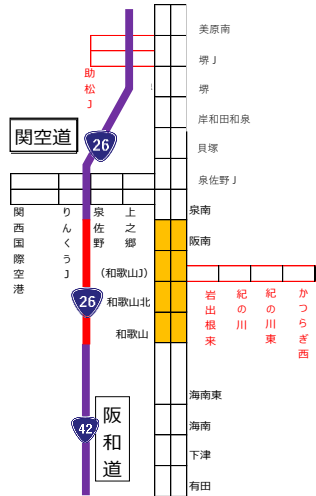 美原南
堺J
助松J
堺
岸和田和泉
関空道
26
貝塚
泉佐野J
関西国際空港
りんくうJ
泉佐野
上之郷
泉南
阪南
(和歌山J)
26
和歌山北
和歌山
岩出根来
紀の川
紀の川東
かつらぎ西
阪和道
42
海南東
海南
下津
有田